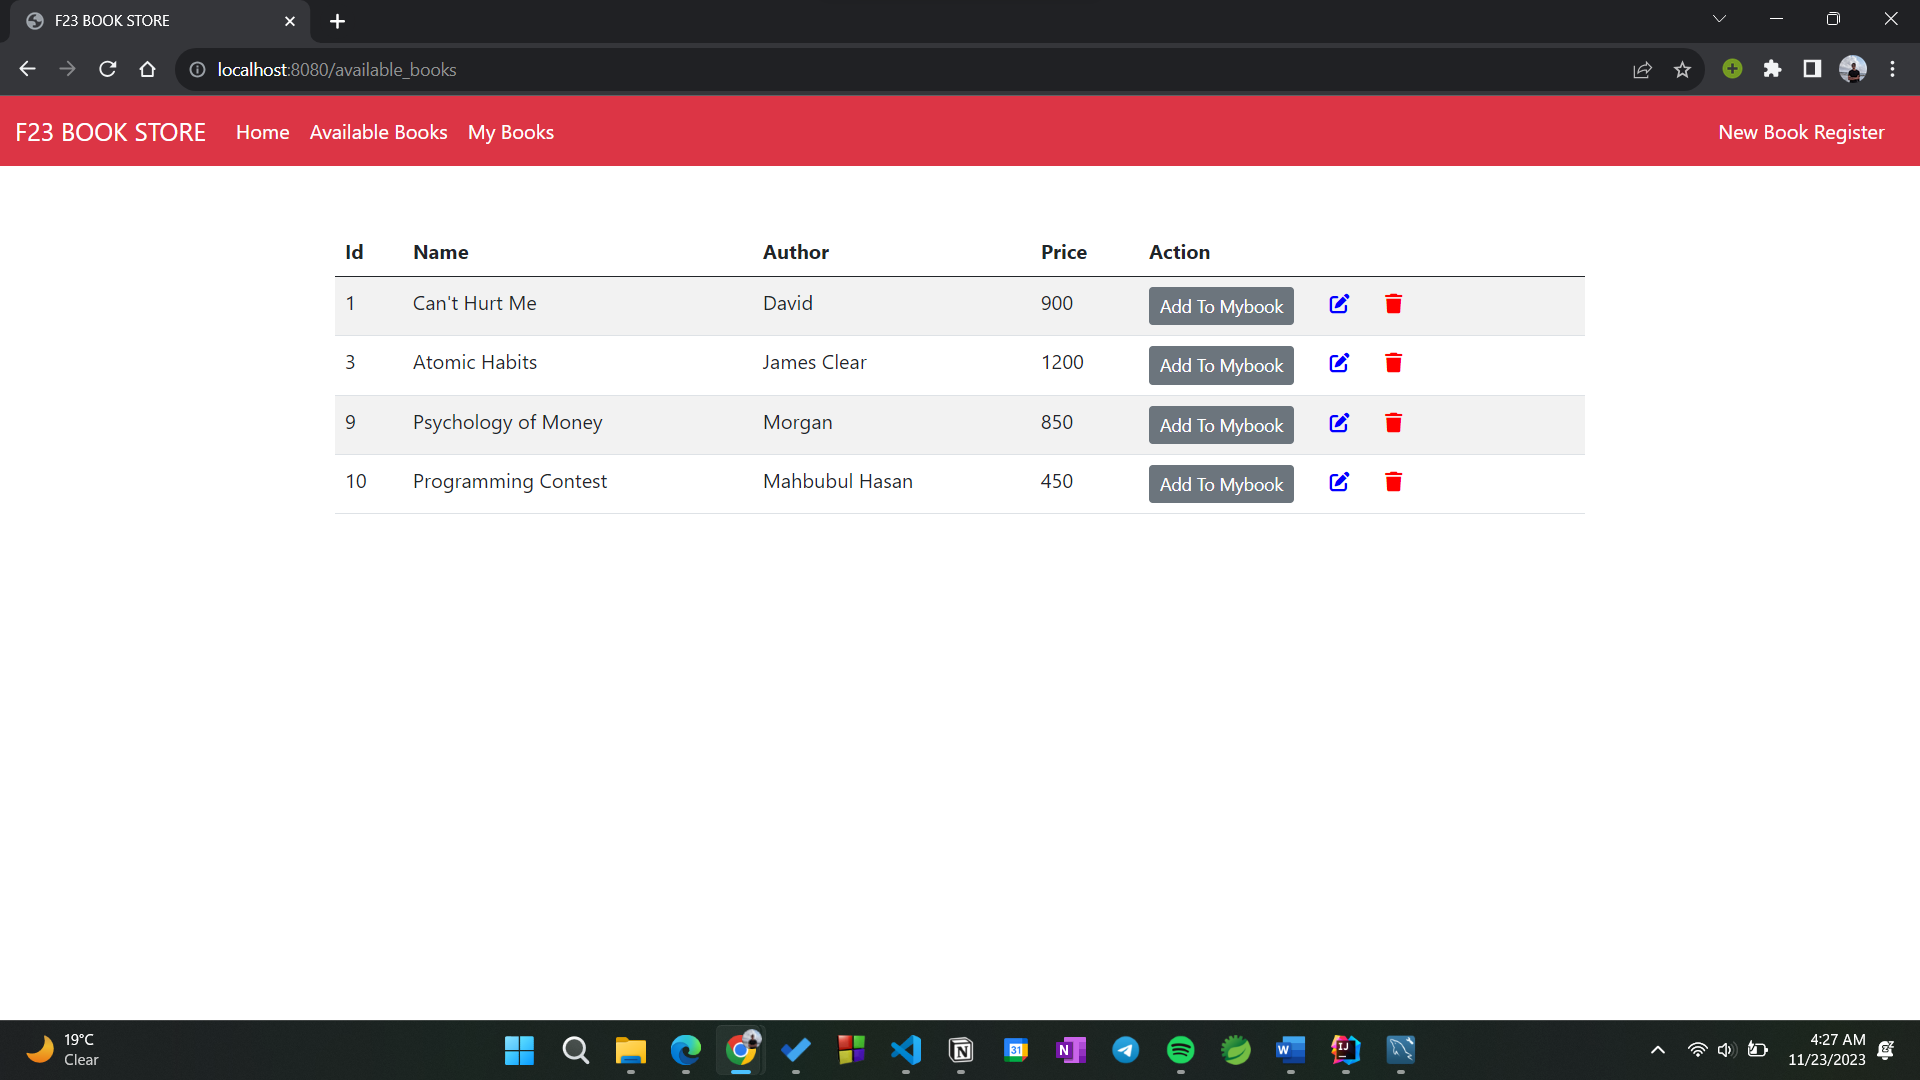 F23 BOOK STORE
localhost:8080/available_books
F23 BOOK STORE Home Available Books My Books New Book Register
Id Name Author Price Action
1 Can't Hurt Me David 900 Add To Mybook
3 Atomic Habits James Clear 1200 Add To Mybook
9 Psychology of Money Morgan 850 Add To Mybook
10 Programming Contest Mahbubul Hasan 450 Add To Mybook
19°C
Clear
31
N
N
W
IJ
4:27 AM
11/23/2023